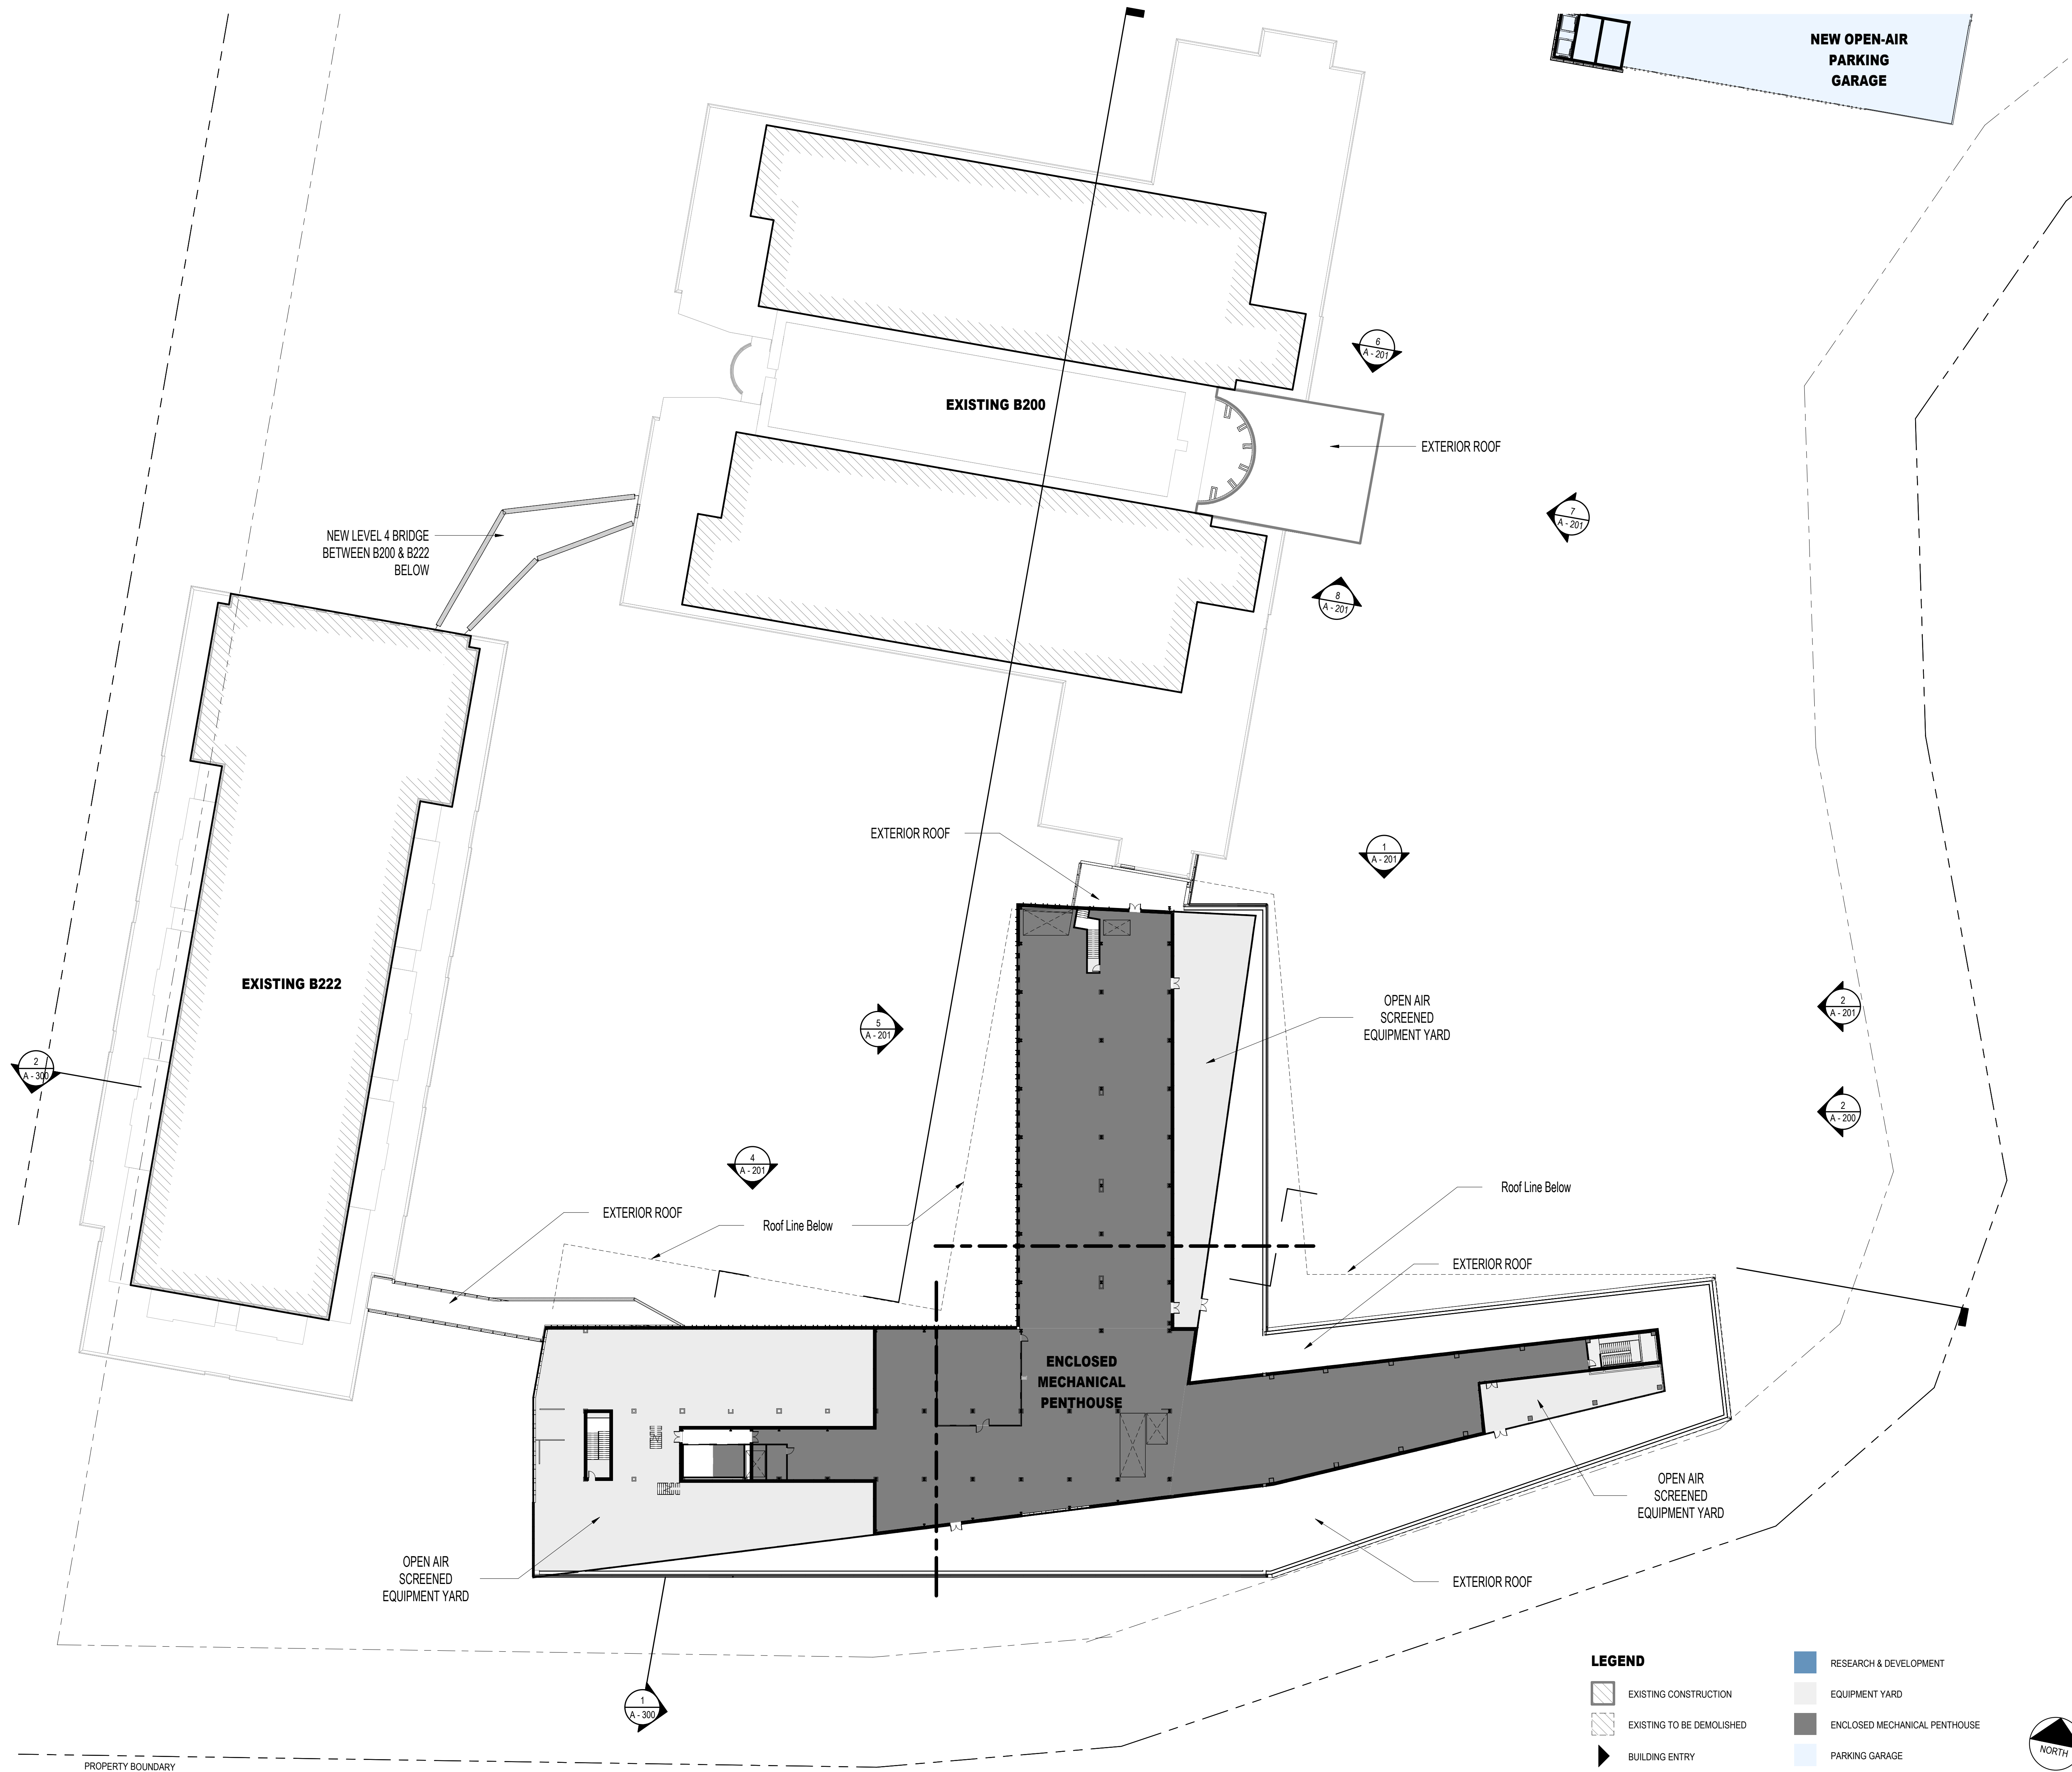 NEW OPEN-AIR
PARKING
GARAGE
6
A - 201
EXISTING B200
EXTERIOR ROOF
7
A - 201
NEW LEVEL 4 BRIDGE
BETWEEN B200 & B222
BELOW
8
A - 201
EXTERIOR ROOF
1
A - 201
EXISTING B222
OPEN AIR
SCREENED
EQUIPMENT YARD
2
A - 201
5
A - 201
2
A - 300
2
A - 200
4
A - 201
Roof Line Below
EXTERIOR ROOF
Roof Line Below
EXTERIOR ROOF
ENCLOSED
MECHANICAL
PENTHOUSE
OPEN AIR
SCREENED
EQUIPMENT YARD
OPEN AIR
SCREENED
EQUIPMENT YARD
EXTERIOR ROOF
1
A - 300
LEGEND
EXISTING CONSTRUCTION
EXISTING TO BE DEMOLISHED
BUILDING ENTRY
RESEARCH & DEVELOPMENT
EQUIPMENT YARD
ENCLOSED MECHANICAL PENTHOUSE
PARKING GARAGE
NORTH
PROPERTY BOUNDARY